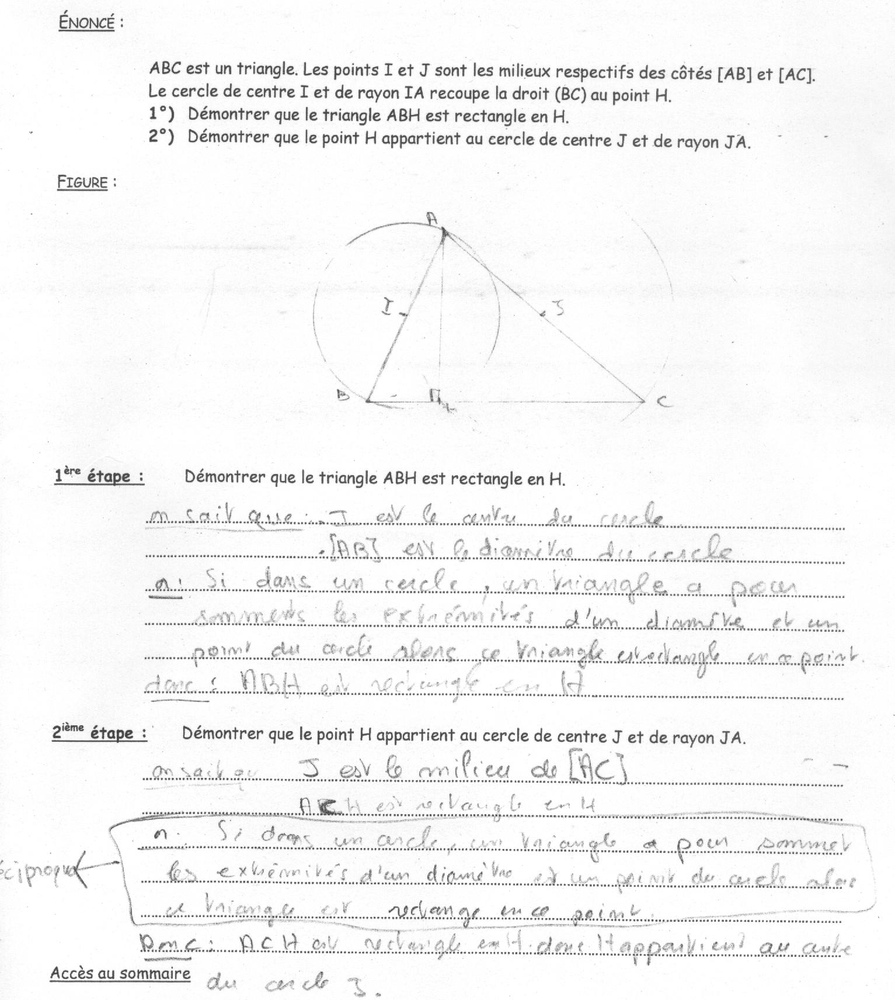 ÉNONCÉ :
ABC est un triangle. Les points I et J sont les milieux respectifs des côtés [AB] et [AC].
Le cercle de centre I et de rayon IA recoupe la droit (BC) au point H.
1°) Démontrer que le triangle ABH est rectangle en H.
2°) Démontrer que le point H appartient au cercle de centre J et de rayon JA.
FIGURE :
A
I J
B C
1ère étape : Démontrer que le triangle ABH est rectangle en H.
on sait que : . I est le centre du cercle
. [AB] est le diamètre du cercle
or : Si dans un cercle, un triangle a pour
somments les extrémités d'un diamètre et un
point du cercle alors ce triangle est rectangle en ce point.
donc : ABH est rectangle en H
2ième étape : Démontrer que le point H appartient au cercle de centre J et de rayon JA.
on sait que J est le milieu de [AC]
ACH est rectangle en H
or : Si dans un cercle, un triangle a pour sommet
les extrémités d'un diamètre et un point du cercle alors
éciproque
ce triangle est rectange en ce point.
Donc : ACH est rectangle en H. donc H appartient au
du cercle J.
Accès au sommaire